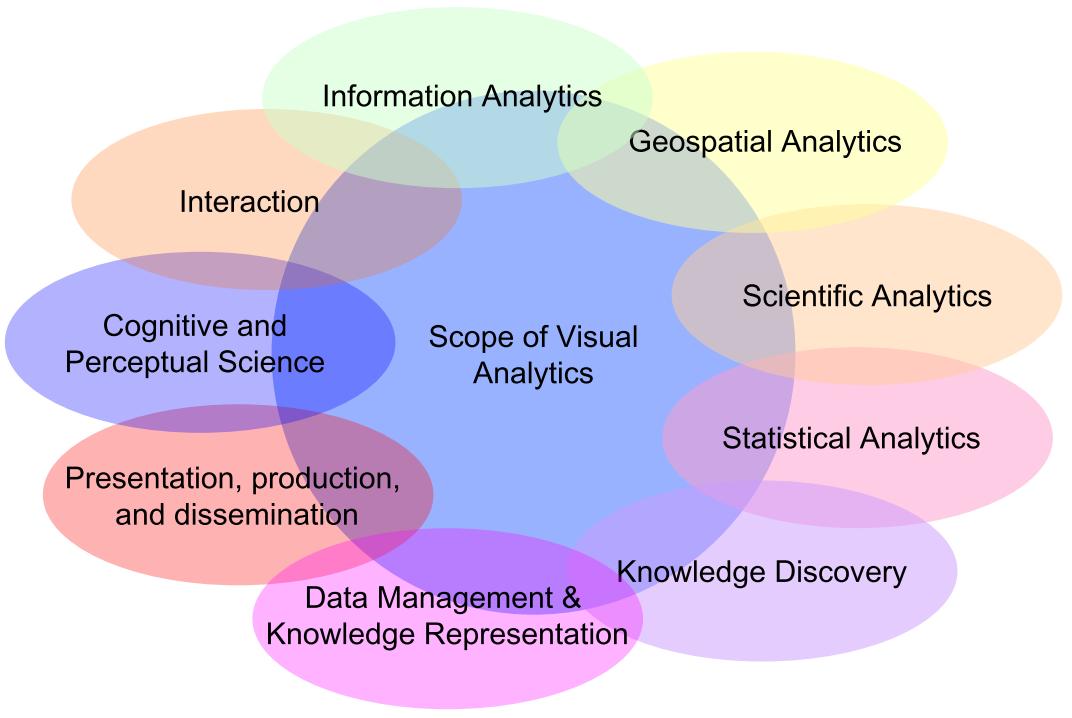 Information Analytics
Geospatial Analytics
Interaction
Scientific Analytics
Cognitive and
Perceptual Science
Scope of Visual
Analytics
Statistical Analytics
Presentation, production,
and dissemination
Knowledge Discovery
Data Management &
Knowledge Representation